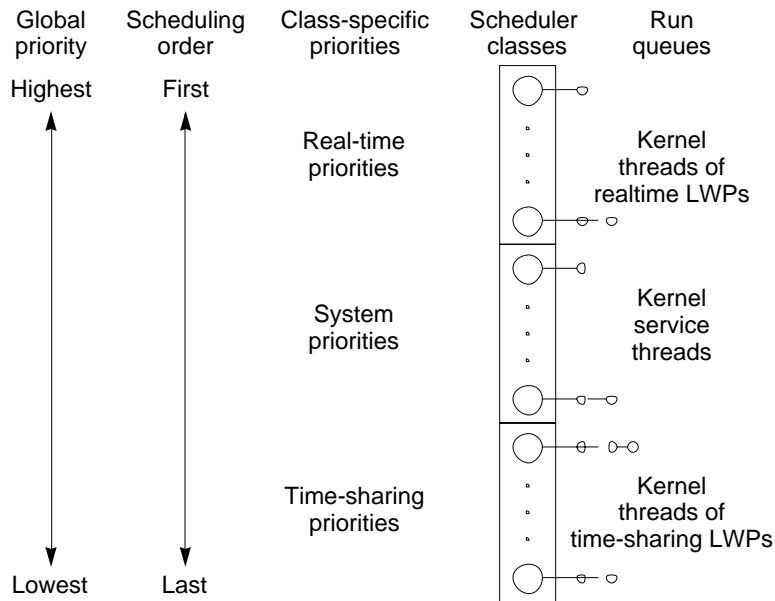 Global
priority
Scheduling
order
Class-specific
priorities
Scheduler
classes
Run
queues
Highest
First
Real-time
priorities
Kernel
threads of
realtime LWPs
System
priorities
Kernel
service
threads
Time-sharing
priorities
Kernel
threads of
time-sharing LWPs
Lowest
Last